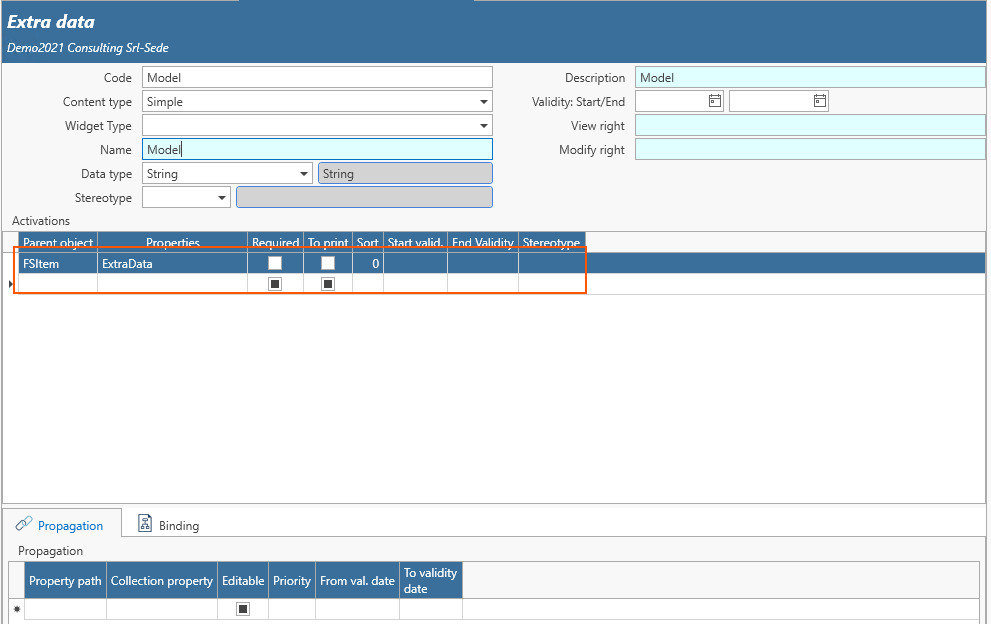 Extra data
Demo2021 Consulting Srl-Sede
Code Model Description Model
Content type Simple Validity: Start/End
Widget Type View right
Name Model Modify right
Data type String String
Stereotype
Activations
Parent object Properties Required To print Sort Start valid. End Validity Stereotype
FSItem ExtraData 0
Propagation Binding
Propagation
Property path Collection property Editable Priority From val. date To validity date